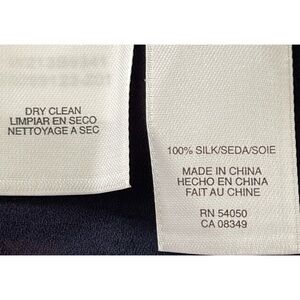 DRY CLEAN
LIMPIAR EN SECO
NETTOYAGE A SEC
100% SILK/SEDA/SOIE
MADE IN CHINA
HECHO EN CHINA
FAIT AU CHINE
RN 54050
CA 08349